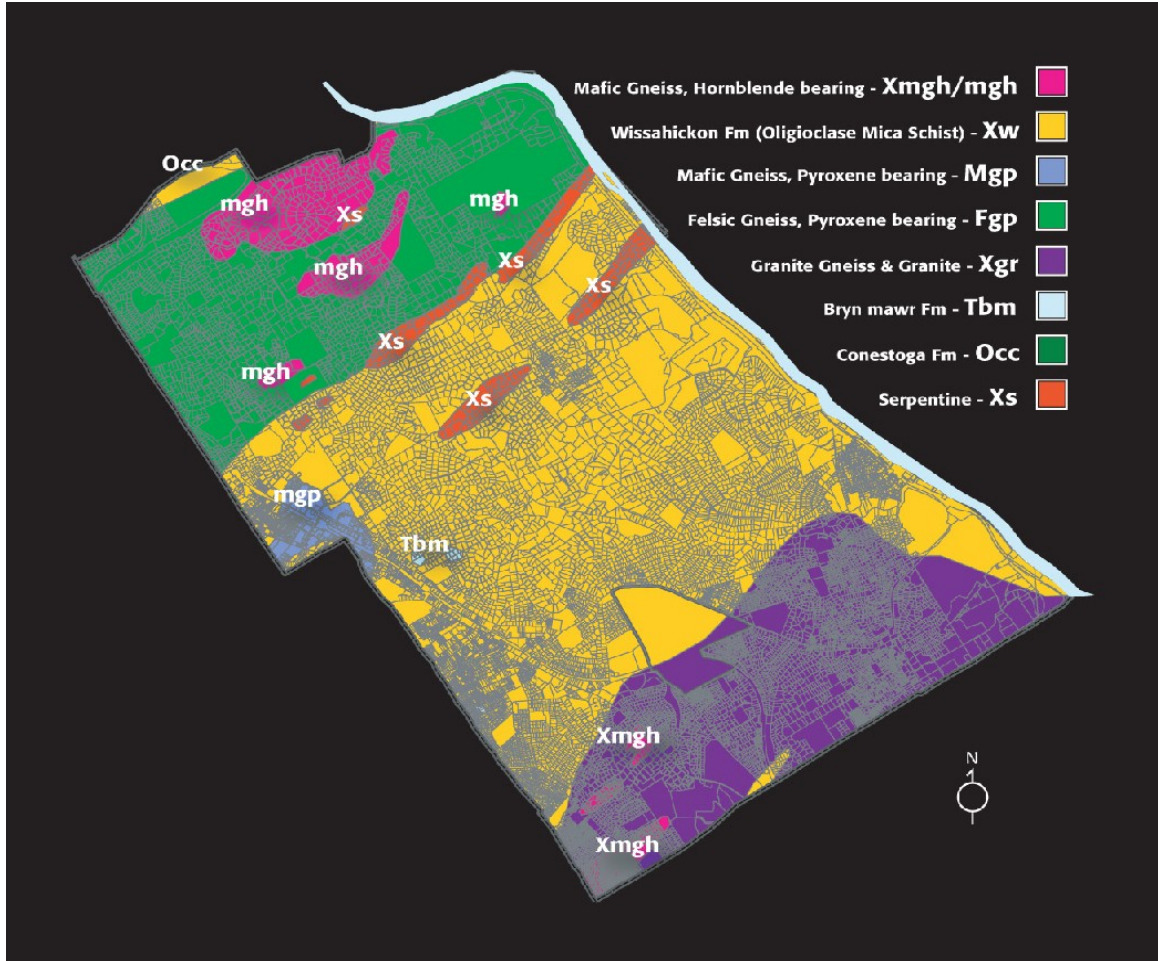 Mafic Gneiss, Hornblende bearing - Xmgh/mgh
Wissahickon Fm (Oligioclase Mica Schist) - Xw
Mafic Gneiss, Pyroxene bearing - Mgp
Felsic Gneiss, Pyroxene bearing - Fgp
Granite Gneiss & Granite - Xgr
Bryn mawr Fm - Tbm
Conestoga Fm - Occ
Serpentine - Xs
Occ
mgh
Xs
mgh
mgh
Xs
Xs
Xs
mgh
Xs
mgp
Tbm
Xmgh
Xmgh
N